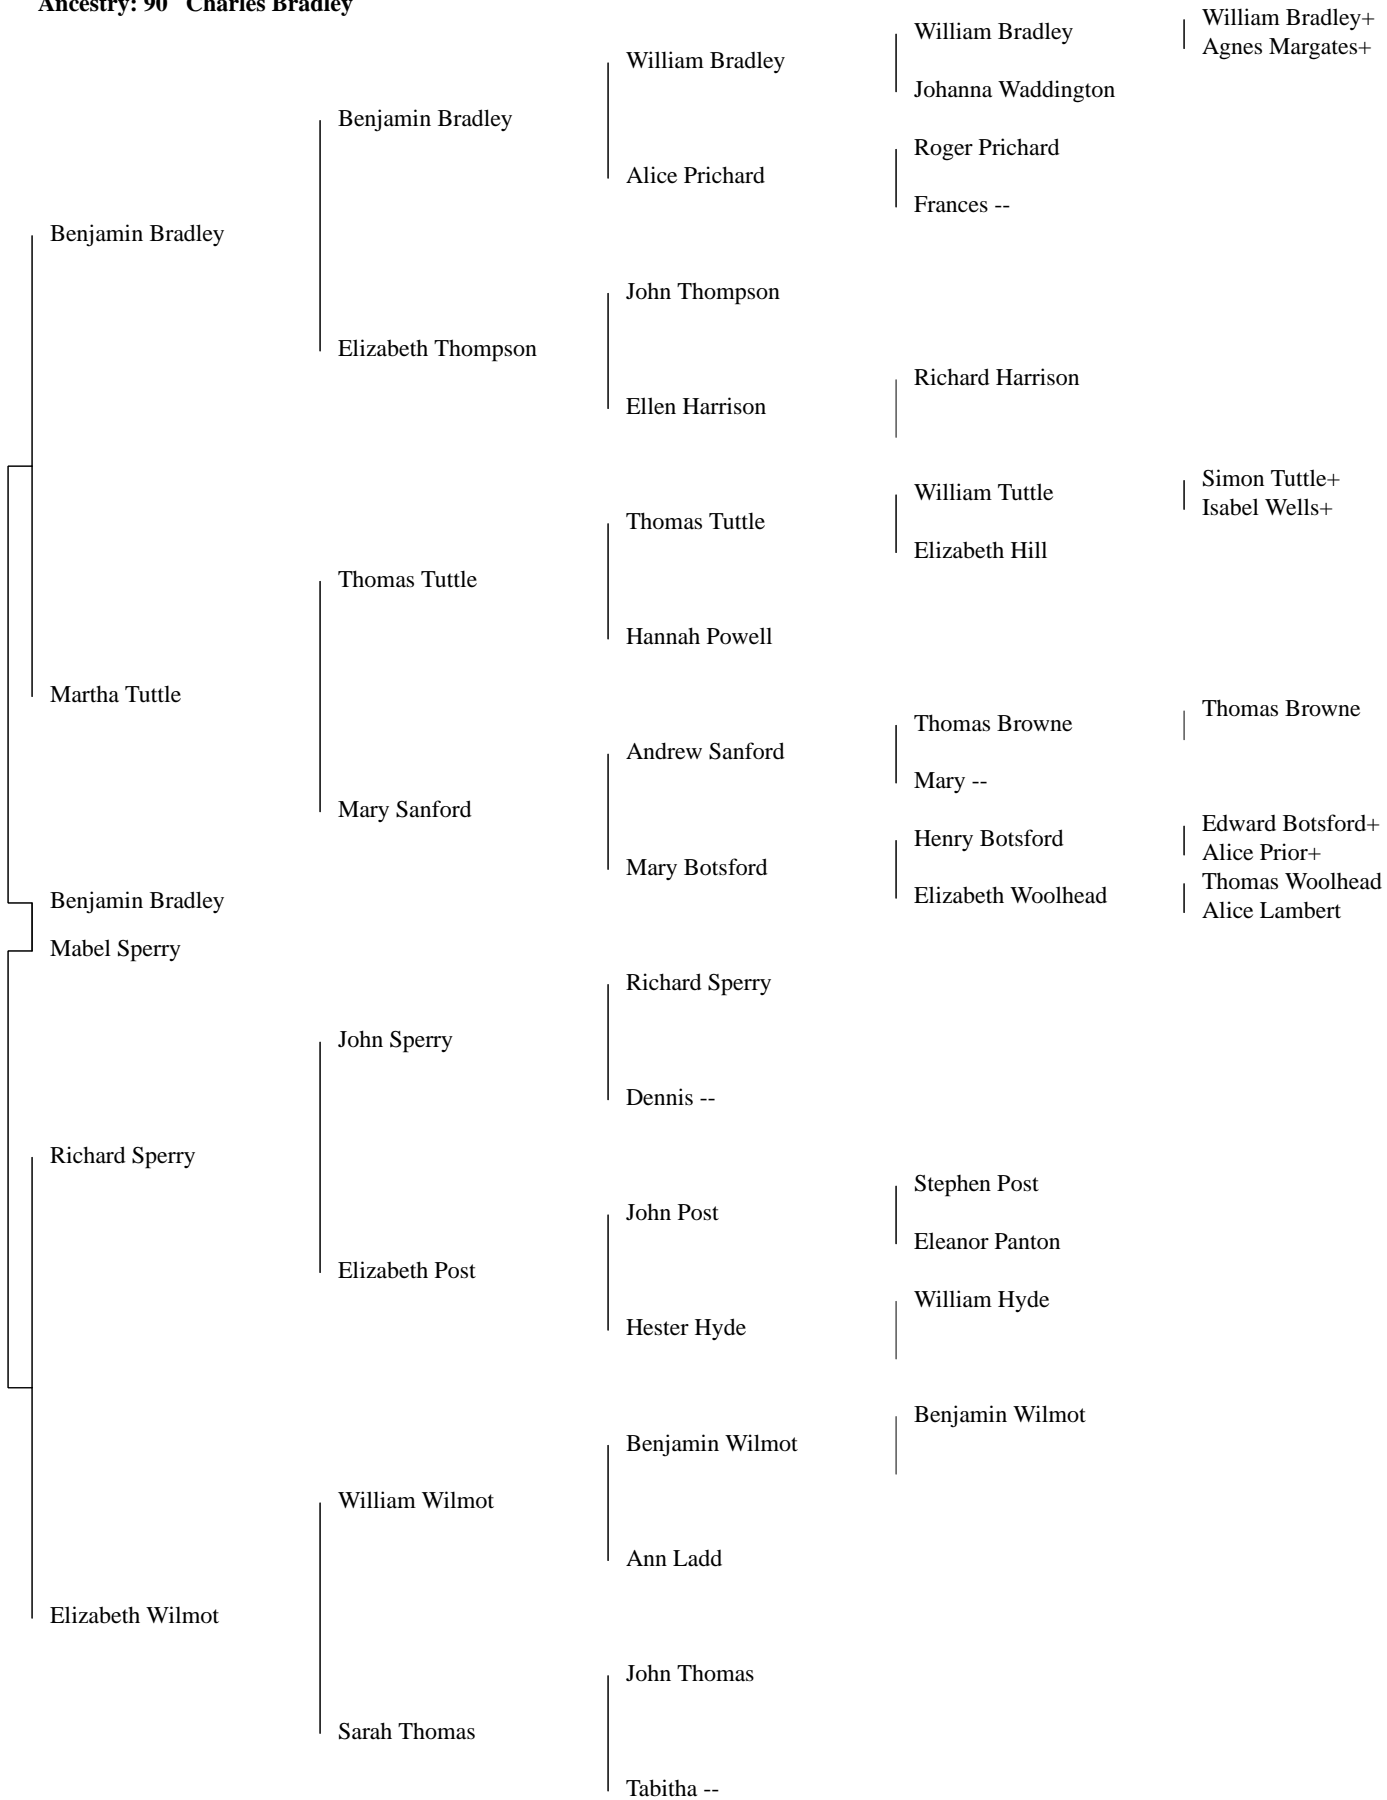 Ancestry: 90 Charles Bradley
William Bradley+
William Bradley
Agnes Margates+
William Bradley
Johanna Waddington
Benjamin Bradley
Roger Prichard
Alice Prichard
Frances --
Benjamin Bradley
John Thompson
Elizabeth Thompson
Richard Harrison
Ellen Harrison
Simon Tuttle+
William Tuttle
Isabel Wells+
Thomas Tuttle
Elizabeth Hill
Thomas Tuttle
Hannah Powell
Martha Tuttle
Thomas Browne
Thomas Browne
Andrew Sanford
Mary --
Mary Sanford
Edward Botsford+
Henry Botsford
Alice Prior+
Mary Botsford
Thomas Woolhead
Elizabeth Woolhead
Benjamin Bradley
Alice Lambert
Mabel Sperry
Richard Sperry
John Sperry
Dennis --
Richard Sperry
Stephen Post
John Post
Eleanor Panton
Elizabeth Post
William Hyde
Hester Hyde
Benjamin Wilmot
Benjamin Wilmot
William Wilmot
Ann Ladd
Elizabeth Wilmot
John Thomas
Sarah Thomas
Tabitha --